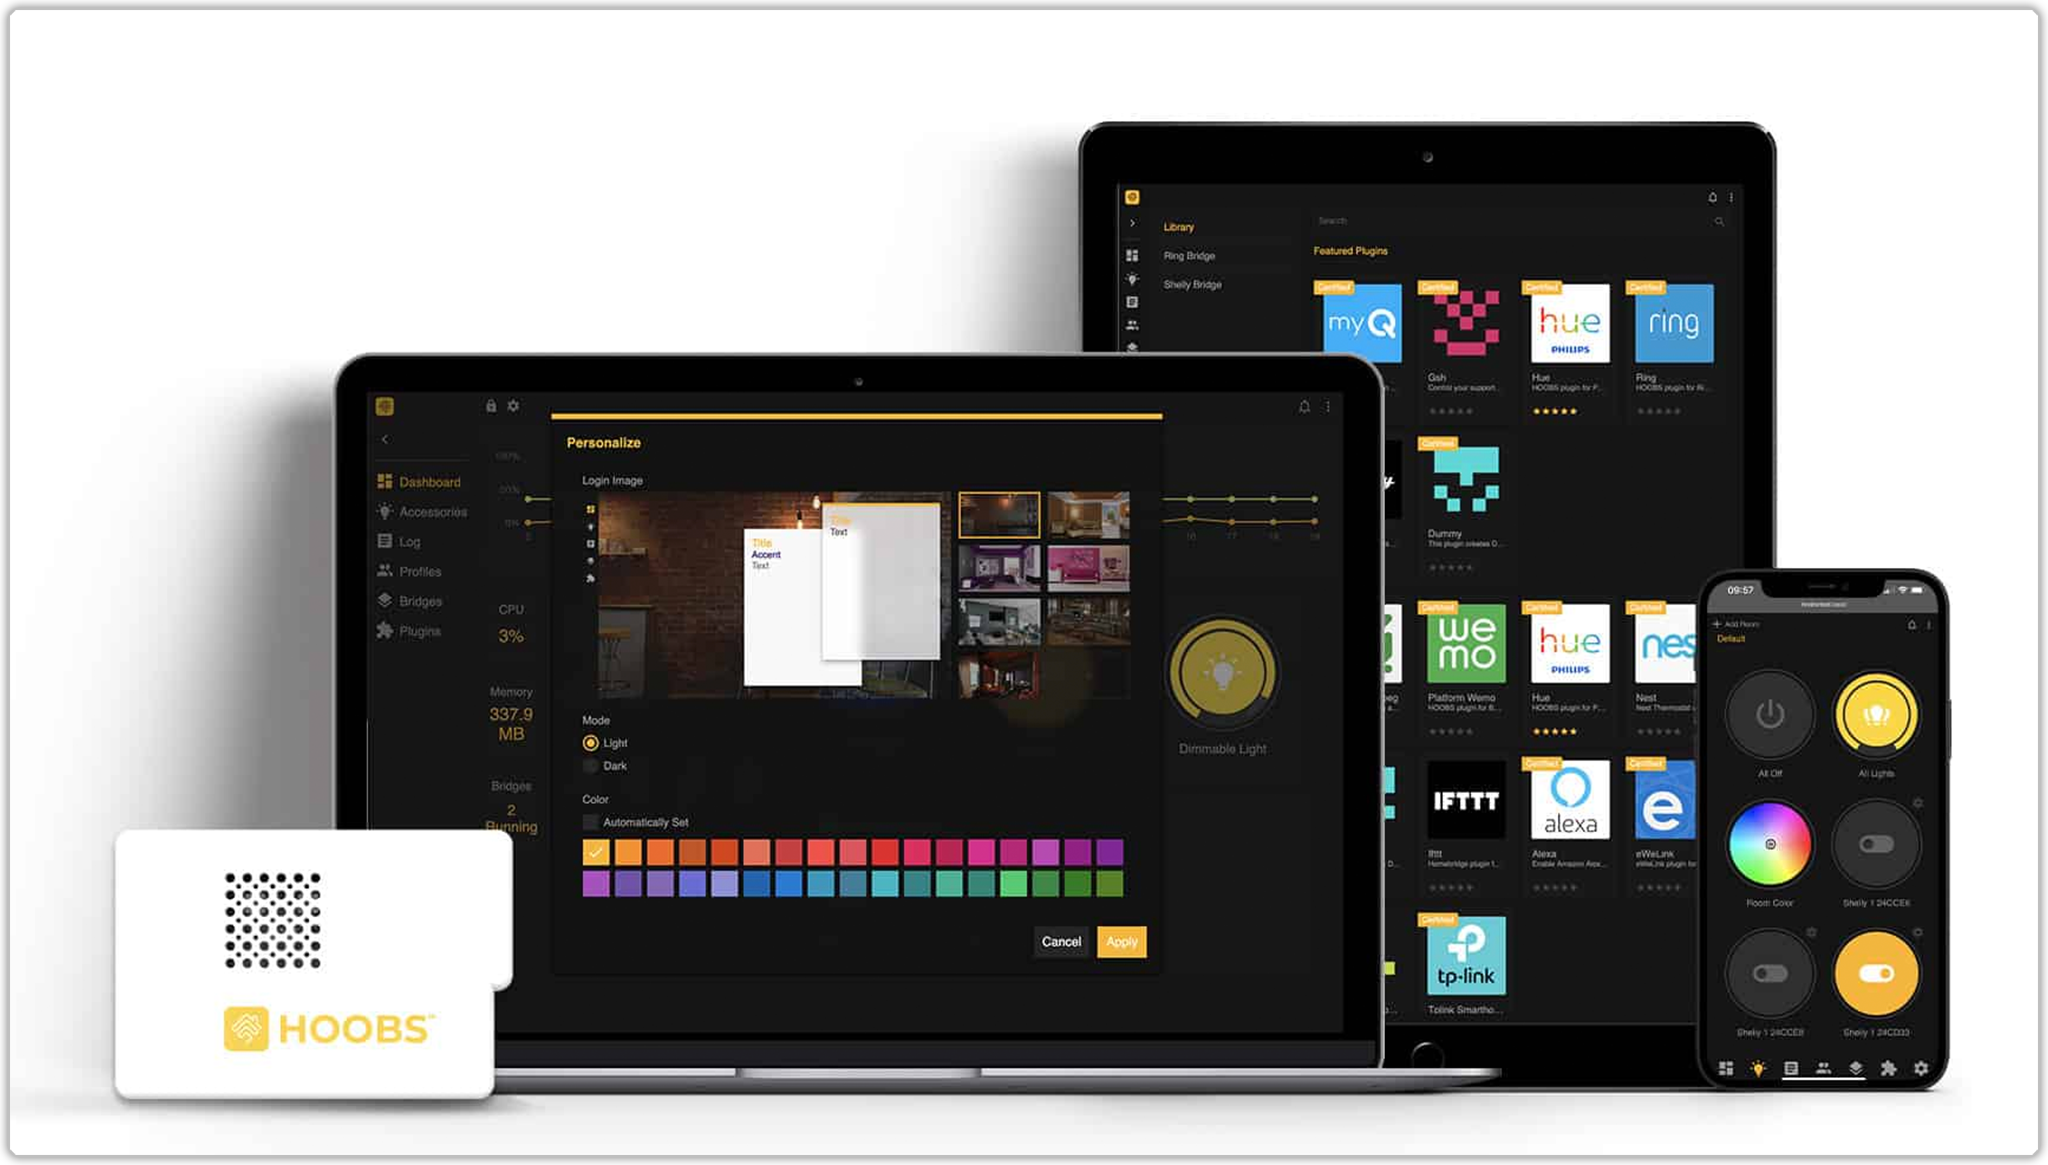 HOOBS™
Dashboard
Accessories
Log
Profiles
Bridges
Plugins
100%
CPU
3%
Memory
337.9
MB
Bridges
2
Running
Personalize
Login Image
Title
Accent
Text
Title
Text
Mode
Light
Dark
Color
Automatically Set
Cancel
Apply
17
Dimmable Light
Library
Ring Bridge
Shelly Bridge
Search
Featured Plugins
Certified
Certified
Certified
Certified
myQ
hue
PHILIPS
ring
Gsh
Control your support...
Hue
HOOBS plugin for P...
Ring
HOOBS plugin for Ri...
Certified
Dummy
This plugin creates D...
Certified
Certified
Certified
we
mo
hue
PHILIPS
nes
Platform Wemo
HOOBS plugin for B...
Hue
HOOBS plugin for P...
Nest
Nest Thermostat
Certified
Certified
IFTTT
alexa
e
Ifttt
Homebridge plugin f...
Alexa
Enable Amazon Alex...
eWeLink
eWeLink plugin for
Certified
tp-link
Tplink Smartho...
09:57
Add Room
Default
All Off
All Lights
Room Color
Shelly 1 24CCE8
Shelly 1 24CCE8
Shelly 1 24CD33